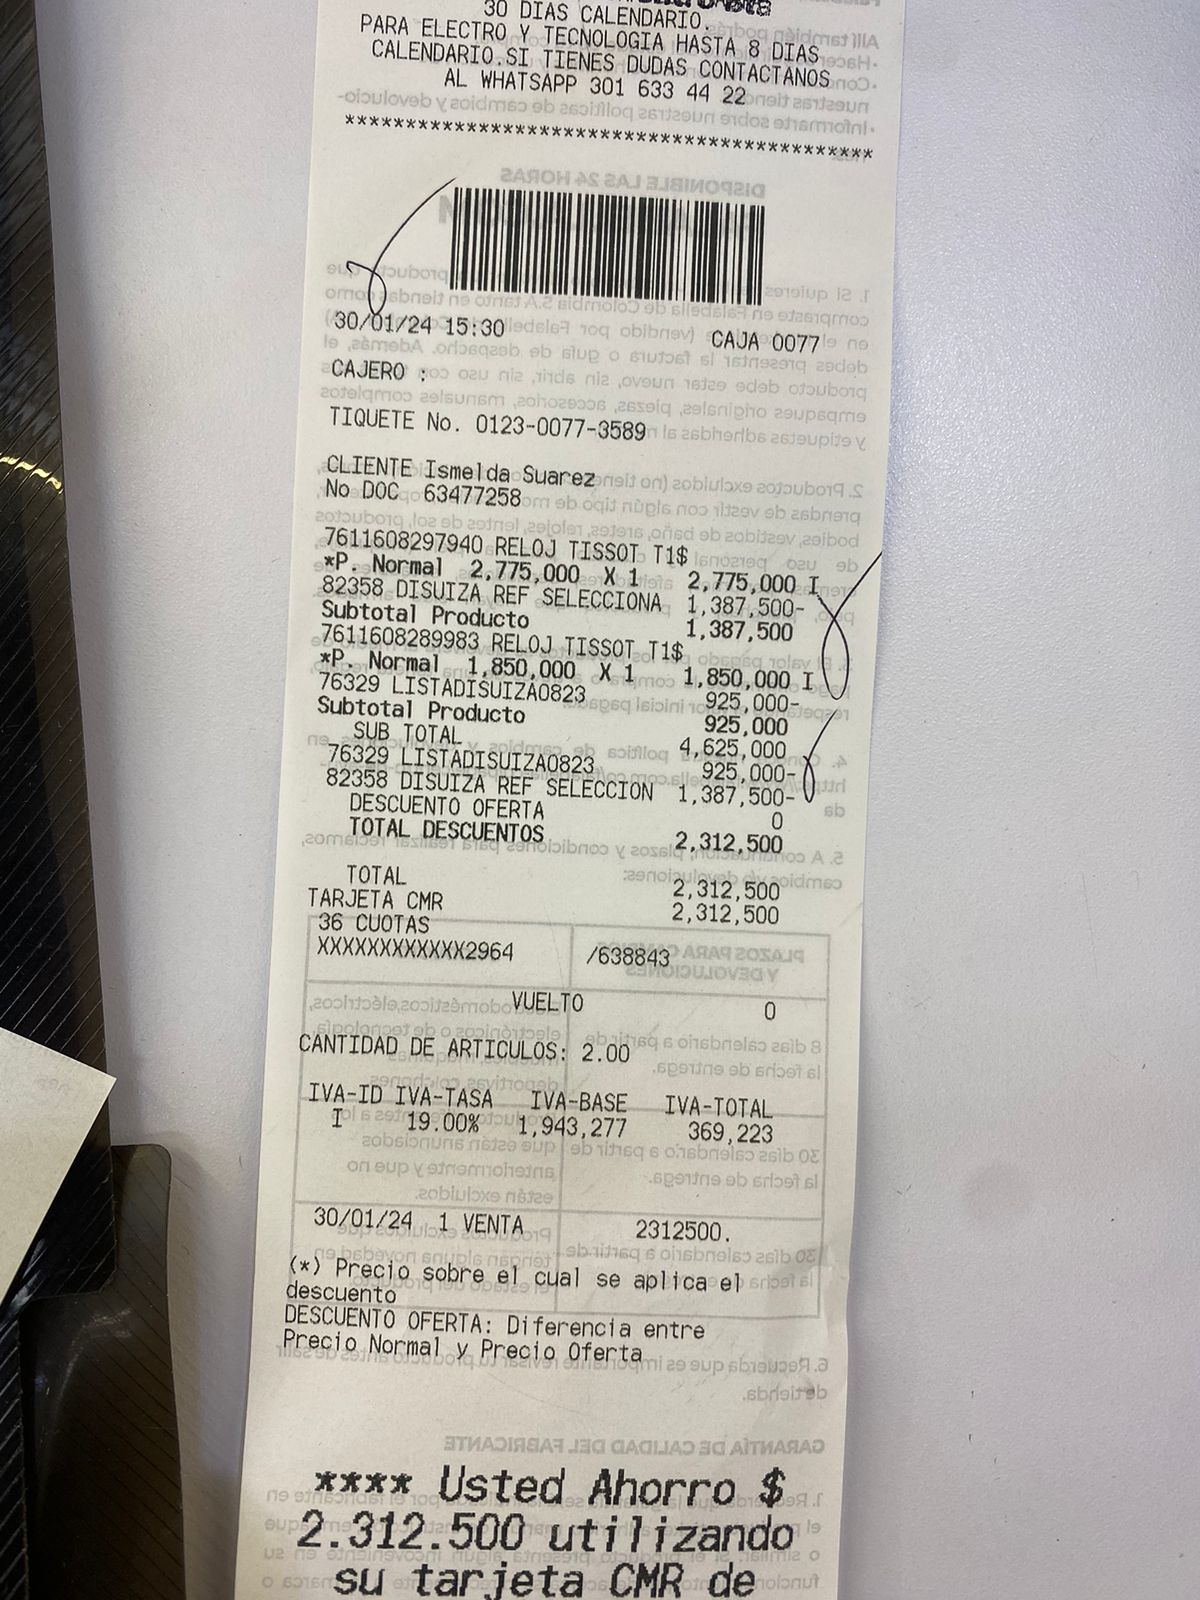 30 DIAS CALENDARIO.
PARA ELECTRO Y TECNOLOGIA HASTA 8 DIAS
CALENDARIO.SI TIENES DUDAS CONTACTANOS
AL WHATSAPP 301 633 44 22
*******************************************
30/01/24 15:30 CAJA 0077
CAJERO :
TIQUETE No. 0123-0077-3589
CLIENTE Ismelda Suarez
No DOC 63477258
7611608297940 RELOJ TISSOT T1$
*P. Normal 2,775,000 X 1 2,775,000 I
82358 DISUIZA REF SELECCIONA 1,387,500-
Subtotal Producto 1,387,500
7611608289983 RELOJ TISSOT T1$
*P. Normal 1,850,000 X 1 1,850,000 I
76329 LISTADISUIZA0823 925,000-
Subtotal Producto 925,000
SUB TOTAL 4,625,000
76329 LISTADISUIZA0823 925,000-
82358 DISUIZA REF SELECCION 1,387,500-
DESCUENTO OFERTA 0
TOTAL DESCUENTOS 2,312,500
TOTAL 2,312,500
TARJETA CMR 2,312,500
36 CUOTAS
XXXXXXXXXXXX2964 /638843
VUELTO 0
CANTIDAD DE ARTICULOS: 2.00
IVA-ID IVA-TASA IVA-BASE IVA-TOTAL
I 19.00% 1,943,277 369,223
30/01/24 1 VENTA 2312500.
(*) Precio sobre el cual se aplica el
descuento
DESCUENTO OFERTA: Diferencia entre
Precio Normal y Precio Oferta
**** Usted Ahorro $
2.312.500 utilizando
su tarjeta CMR de